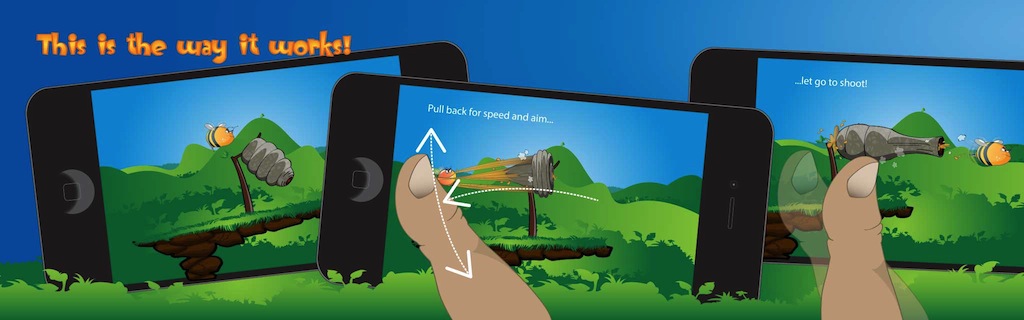 This is the way it works!
Pull back for speed and aim...
...let go to shoot!